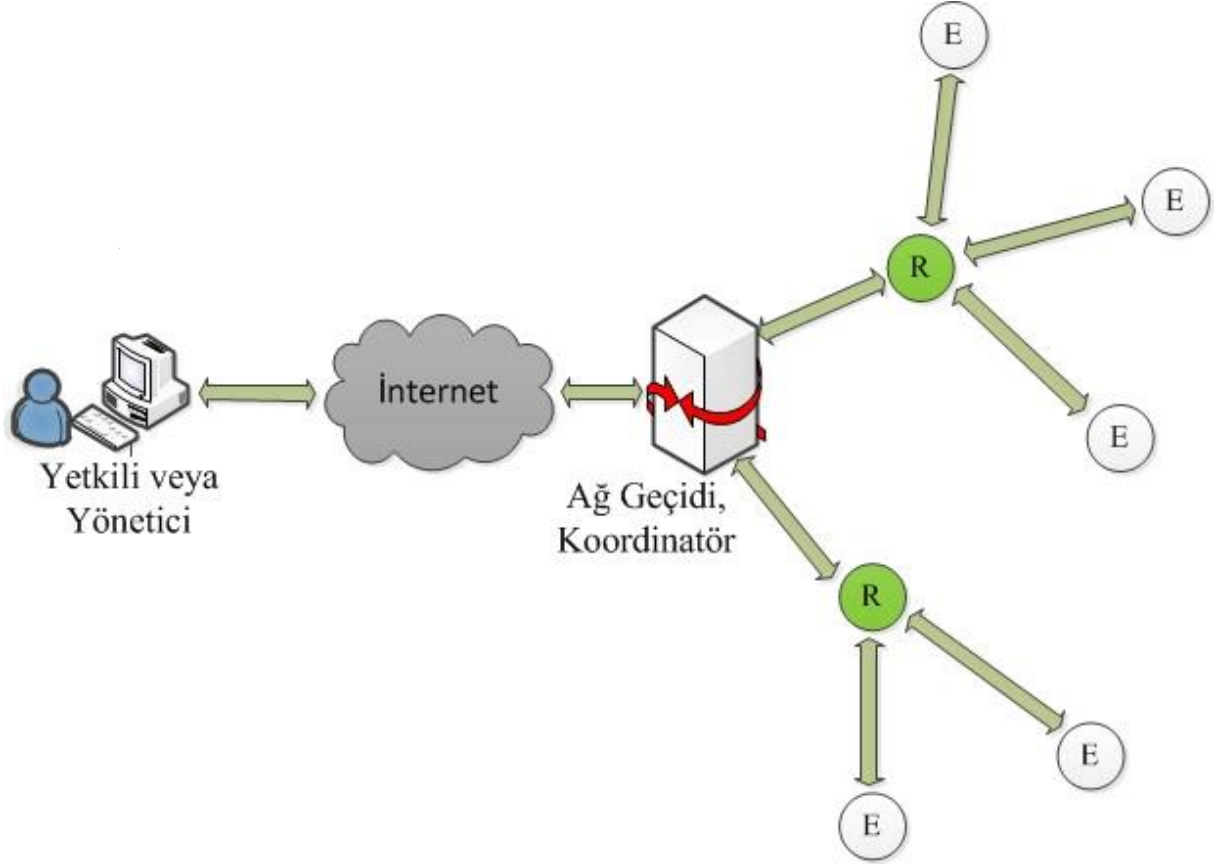 E
E
R
E
İnternet
Yetkili veya
Yönetici
Ağ Geçidi,
Koordinatör
R
E
E